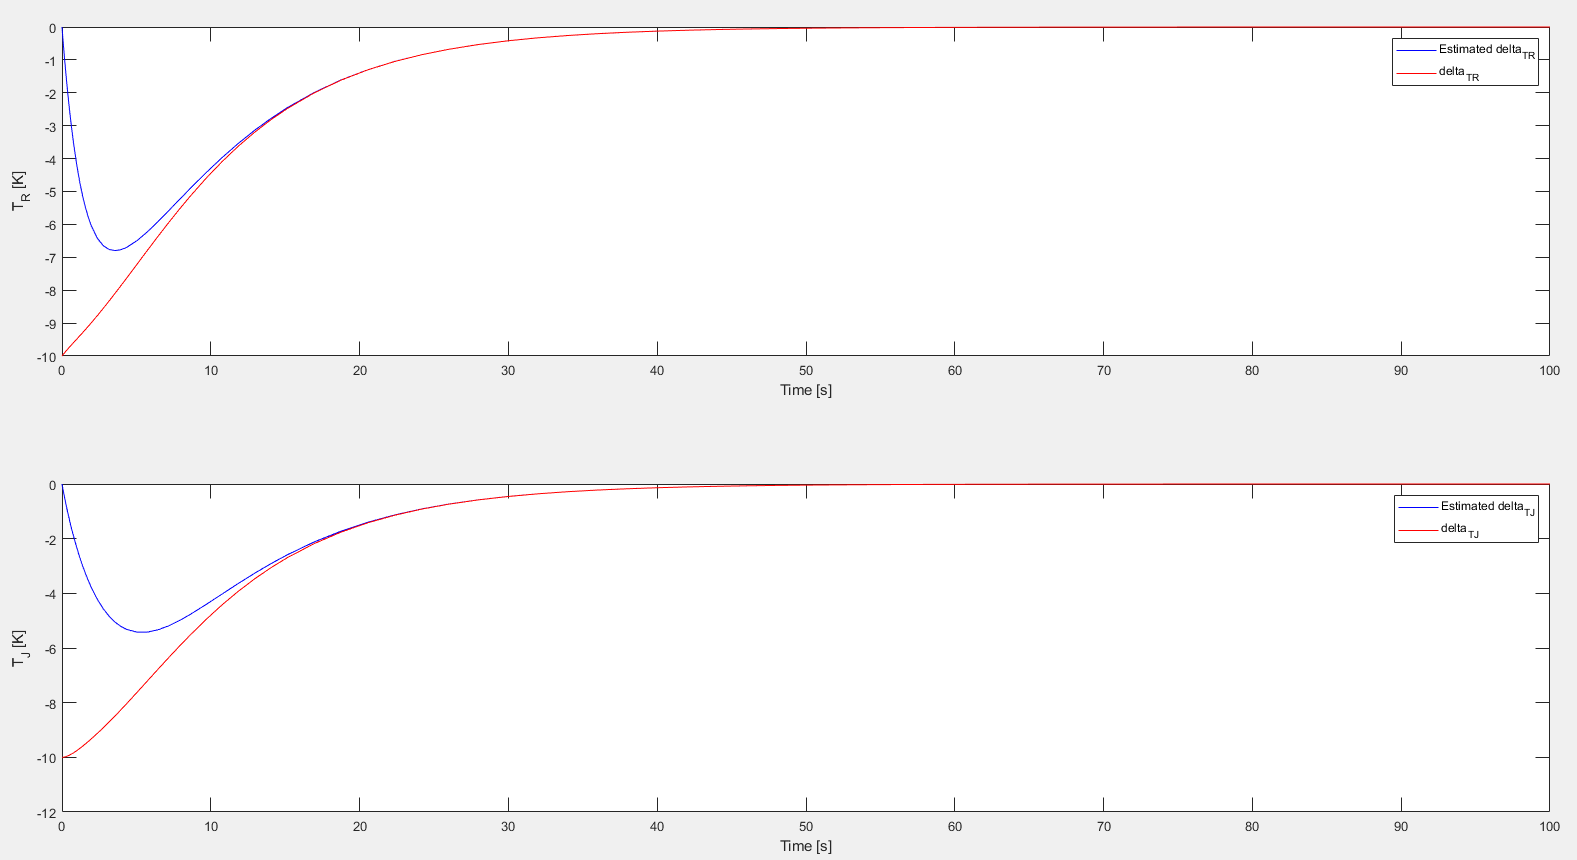 0
-1
-2
-3
-4
-5
-6
-7
-8
-9
-10
T_R [K]
Estimated delta_TR
delta_TR
0 10 20 30 40 50 60 70 80 90 100
Time [s]
0
-2
-4
-6
-8
-10
-12
T_J [K]
Estimated delta_TJ
delta_TJ
0 10 20 30 40 50 60 70 80 90 100
Time [s]